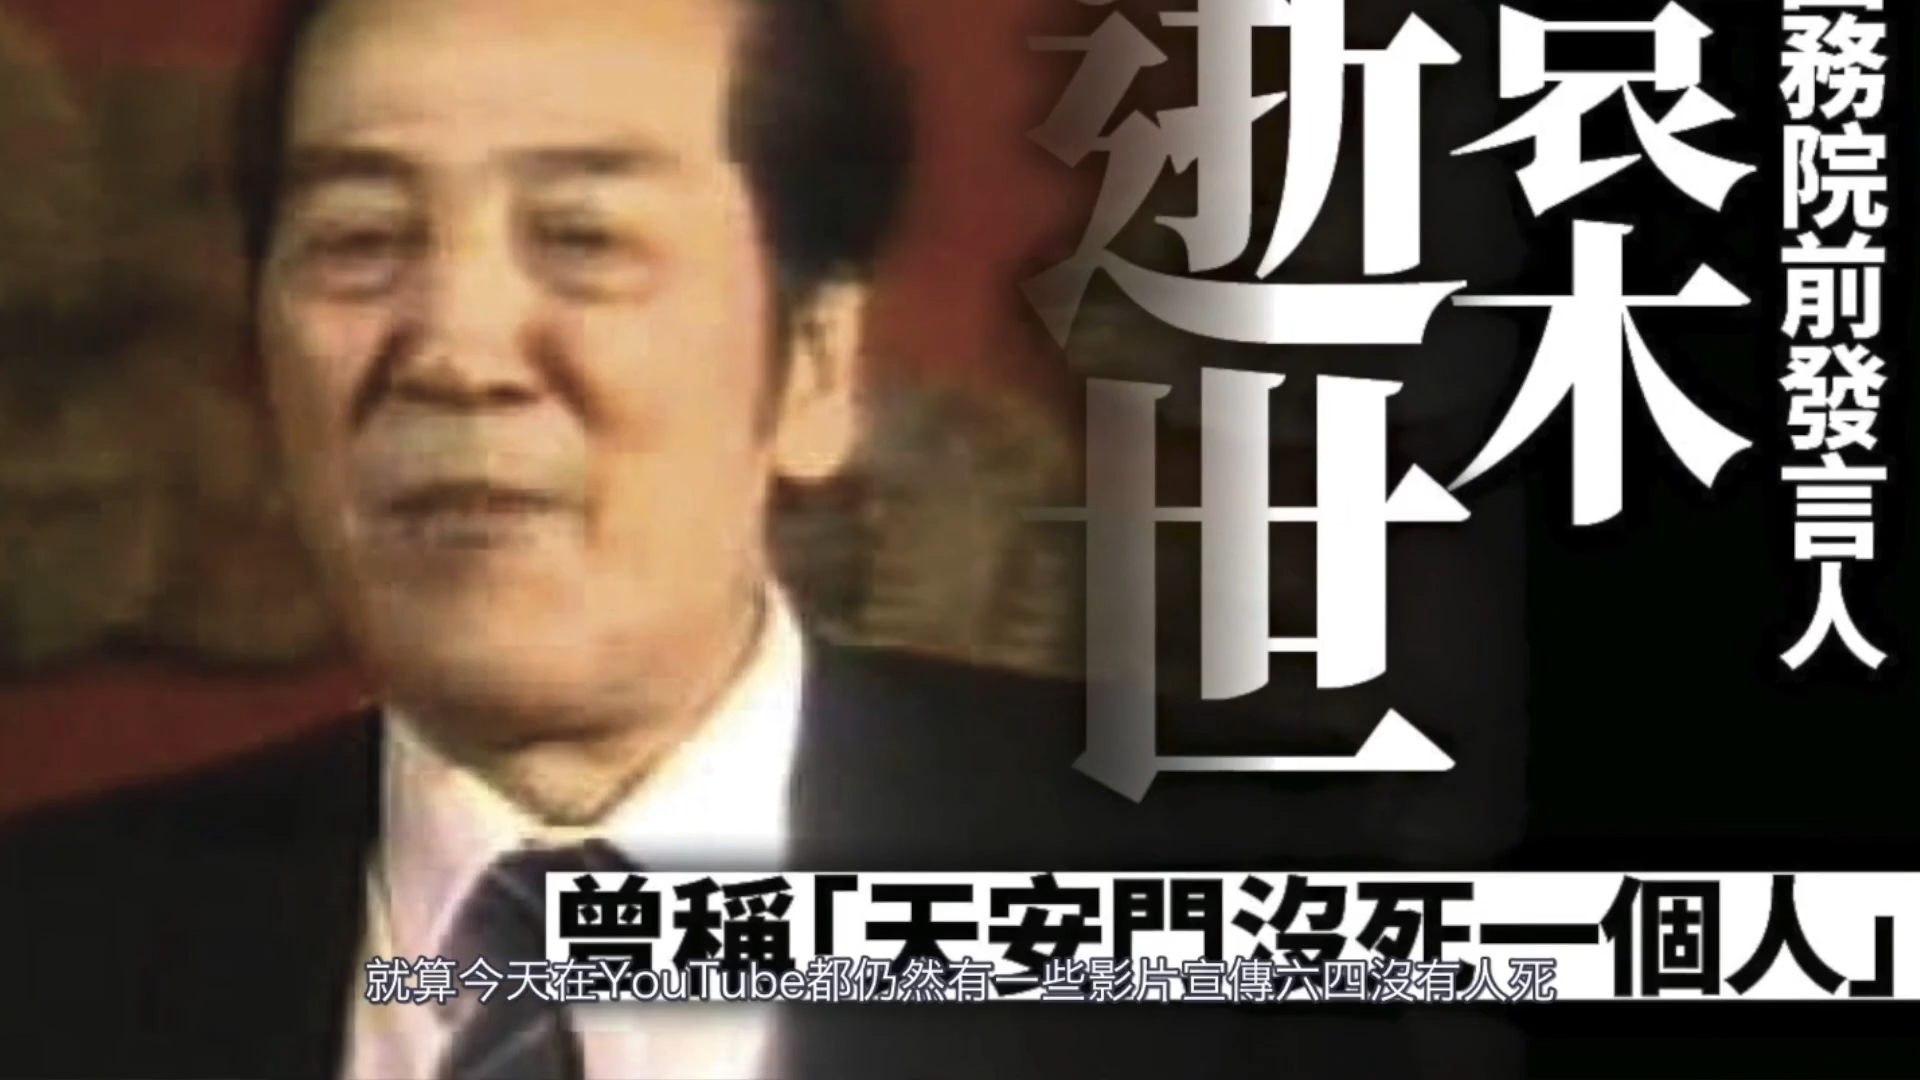 務院前發言人
袁木
逝世
曾稱「天安門沒死一個人」
就算今天在YouTube都仍然有一些影片宣傳六四沒有人死